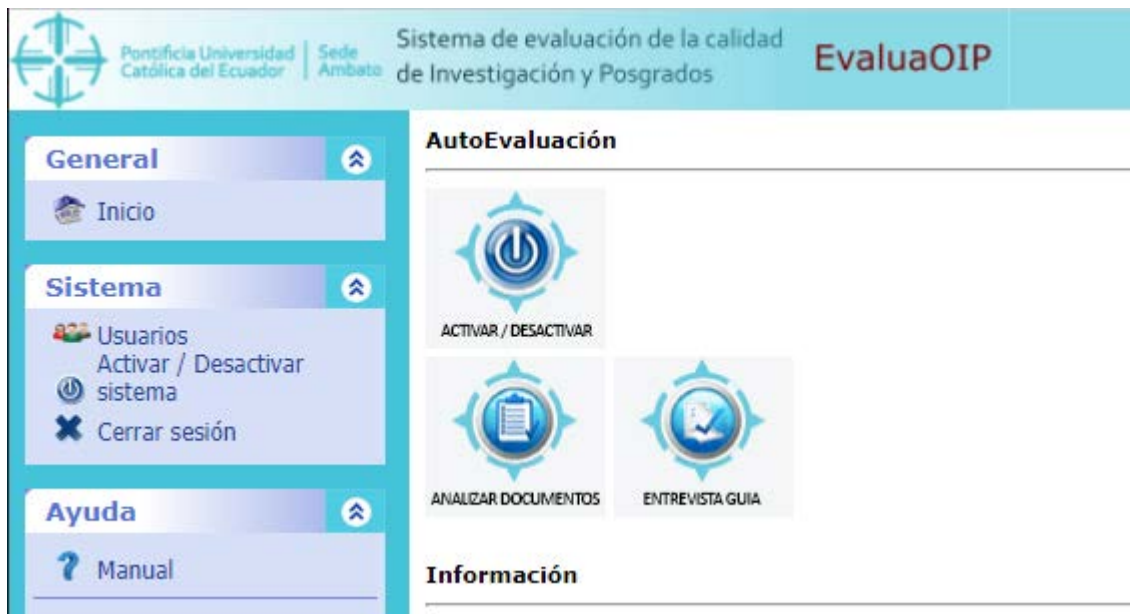 Pontificia Universidad
Católica del Ecuador
Sede
Ambato
Sistema de evaluación de la calidad
de Investigación y Posgrados
EvaluaOIP
General
Inicio
Sistema
Usuarios
Activar / Desactivar
sistema
Cerrar sesión
Ayuda
Manual
AutoEvaluación
ACTIVAR / DESACTIVAR
ANALIZAR DOCUMENTOS
ENTREVISTA GUIA
Información